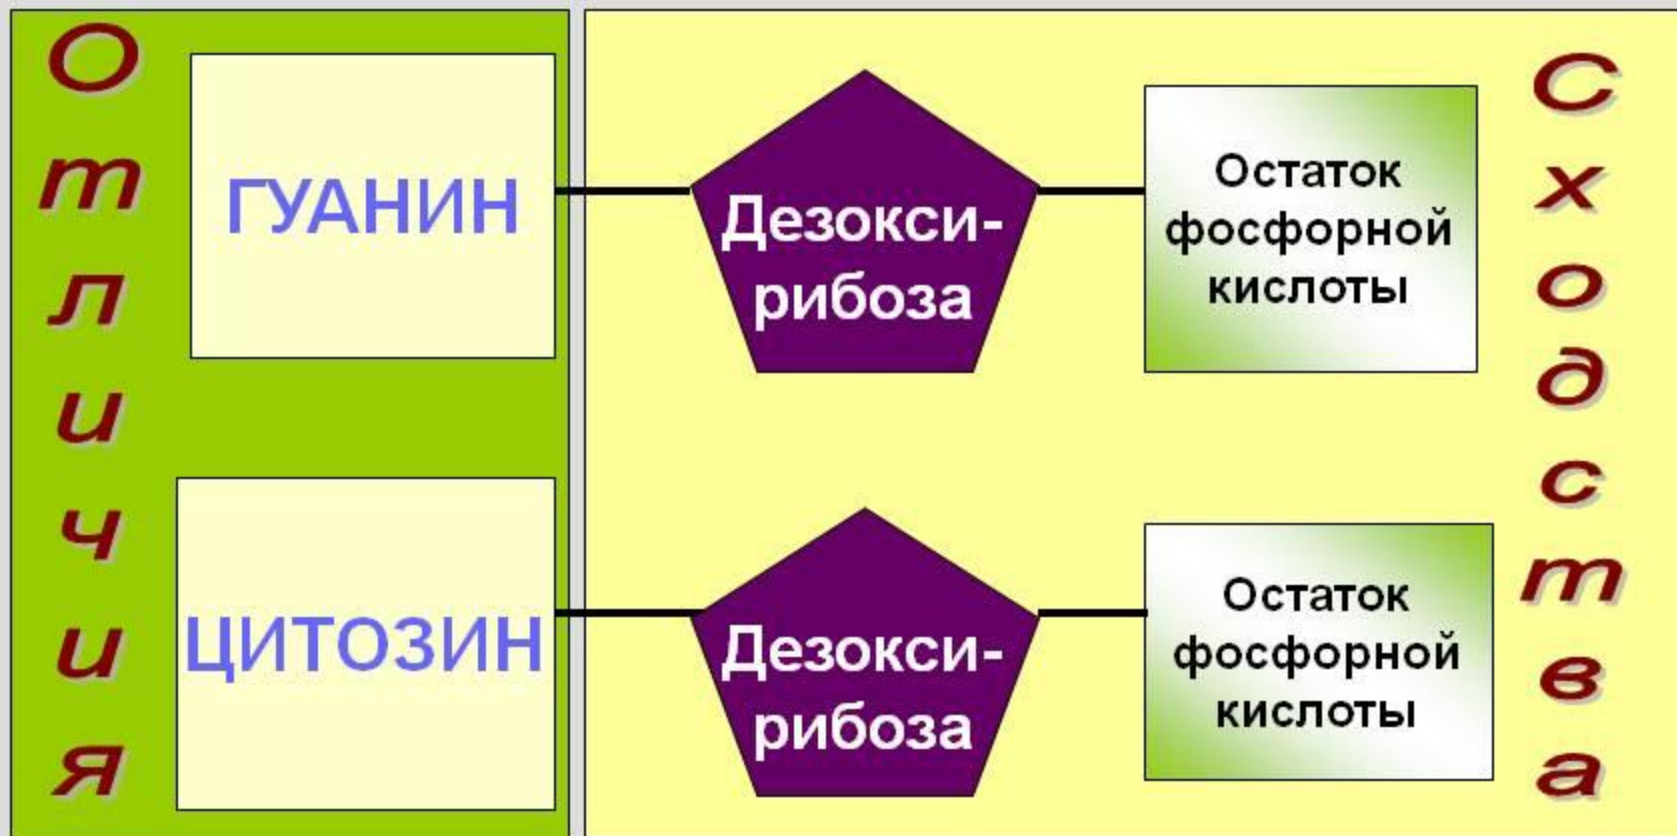 Отличия
ГУАНИН
Дезокси-
рибоза
Остаток
фосфорной
кислоты
ЦИТОЗИН
Дезокси-
рибоза
Остаток
фосфорной
кислоты
Сходства